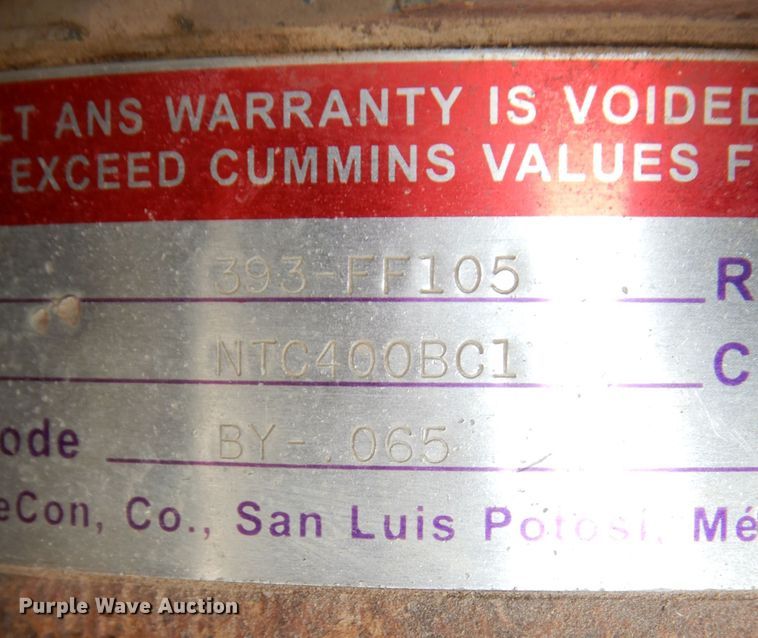 LT ANS WARRANTY IS VOIDED
EXCEED CUMMINS VALUES F
393-FF105 R
NTC400BC1 C
ode BY-.065
eCon, Co., San Luis Potosí, Mé
Purple Wave Auction